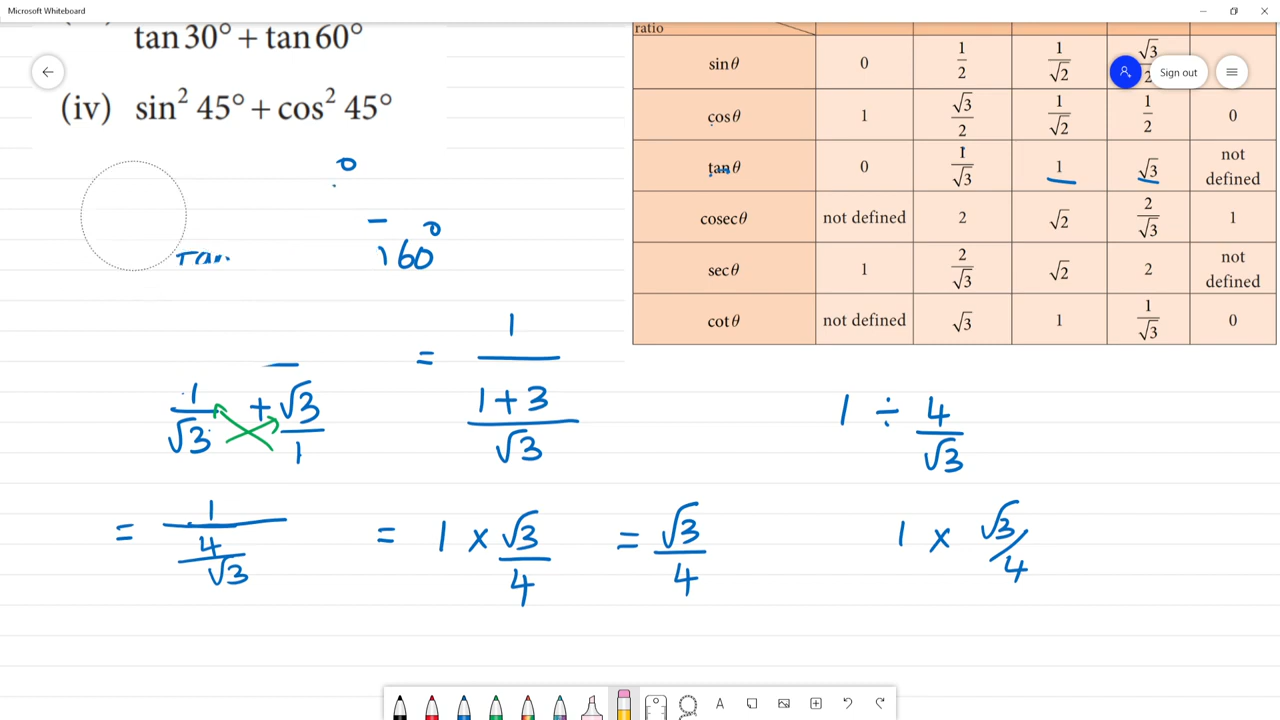 Microsoft Whiteboard
tan 30° + tan 60°
(iv) sin² 45° + cos² 45°
ratio
sinθ 0 1/2 1/√2 √3/2
Sign out
cosθ 1 √3/2 1/√2 1/2 0
tanθ 0 1/√3 1 √3 not defined
cosecθ not defined 2 √2 2/√3 1
secθ 1 2/√3 √2 2 not defined
cotθ not defined √3 1 1/√3 0
0
–
160°
Tan
1/√3 + √3/1
= 1/((1+3)/√3)
1 ÷ 4/√3
= 1/(4/√3) = 1 × √3/4 = √3/4
1 × √3/4
A